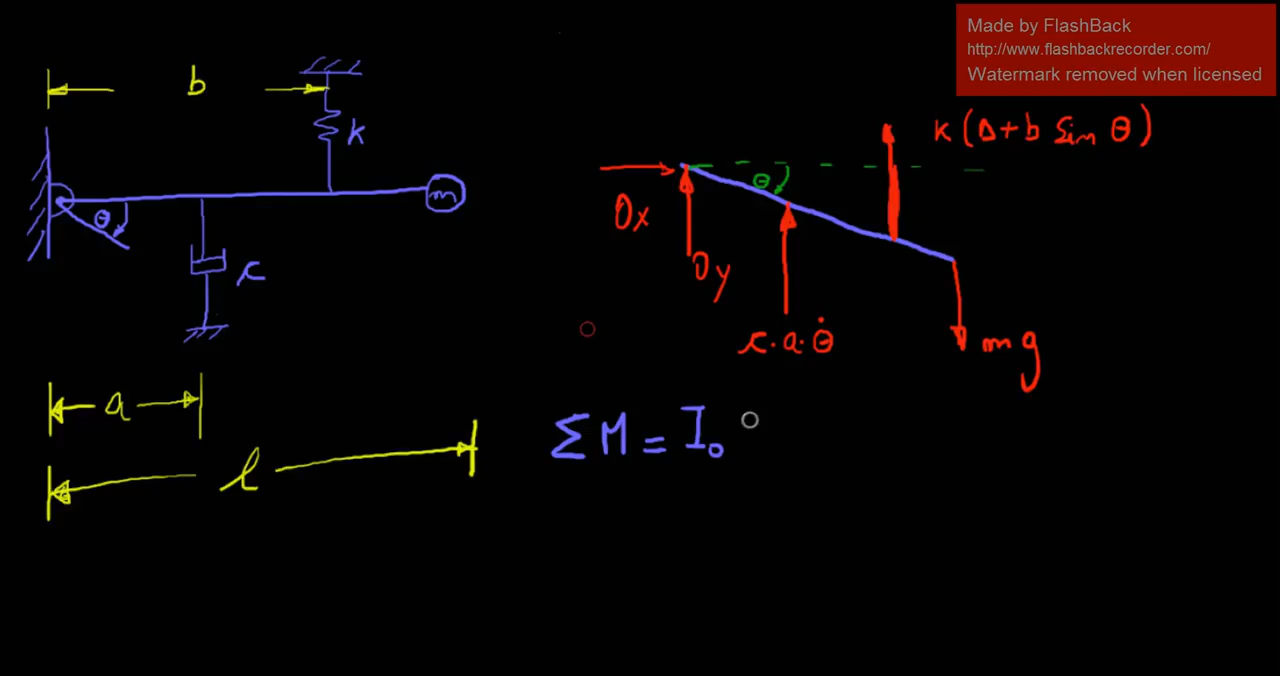 Made by FlashBack
http://www.flashbackrecorder.com/
Watermark removed when licensed
b
k
m
θ
c
a
l
K (Δ+b Sin θ)
θ
Ox
Oy
c·a·θ̇
mg
ΣM = I₀